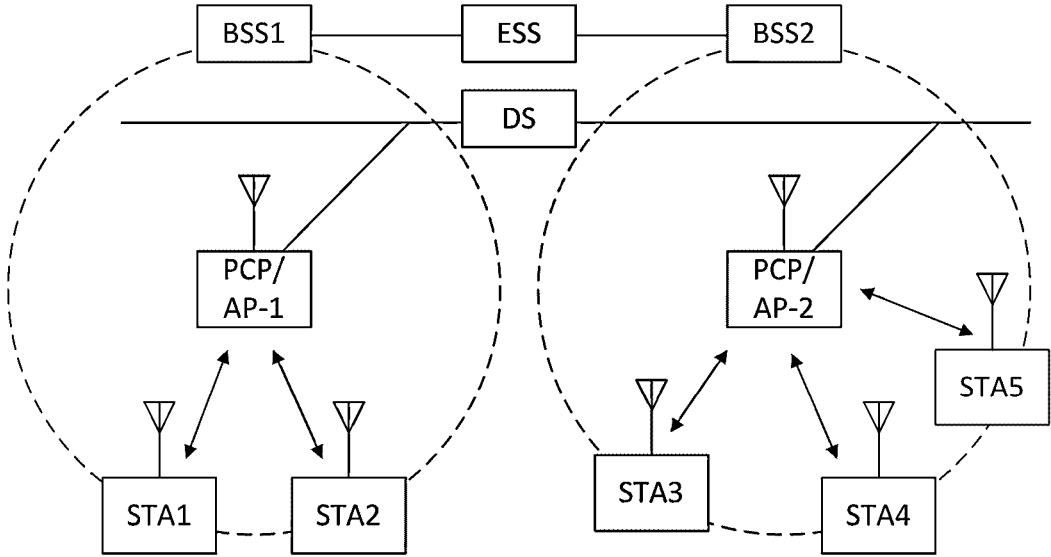 BSS1
ESS
BSS2
DS
PCP/
AP-1
PCP/
AP-2
STA5
STA3
STA1
STA2
STA4